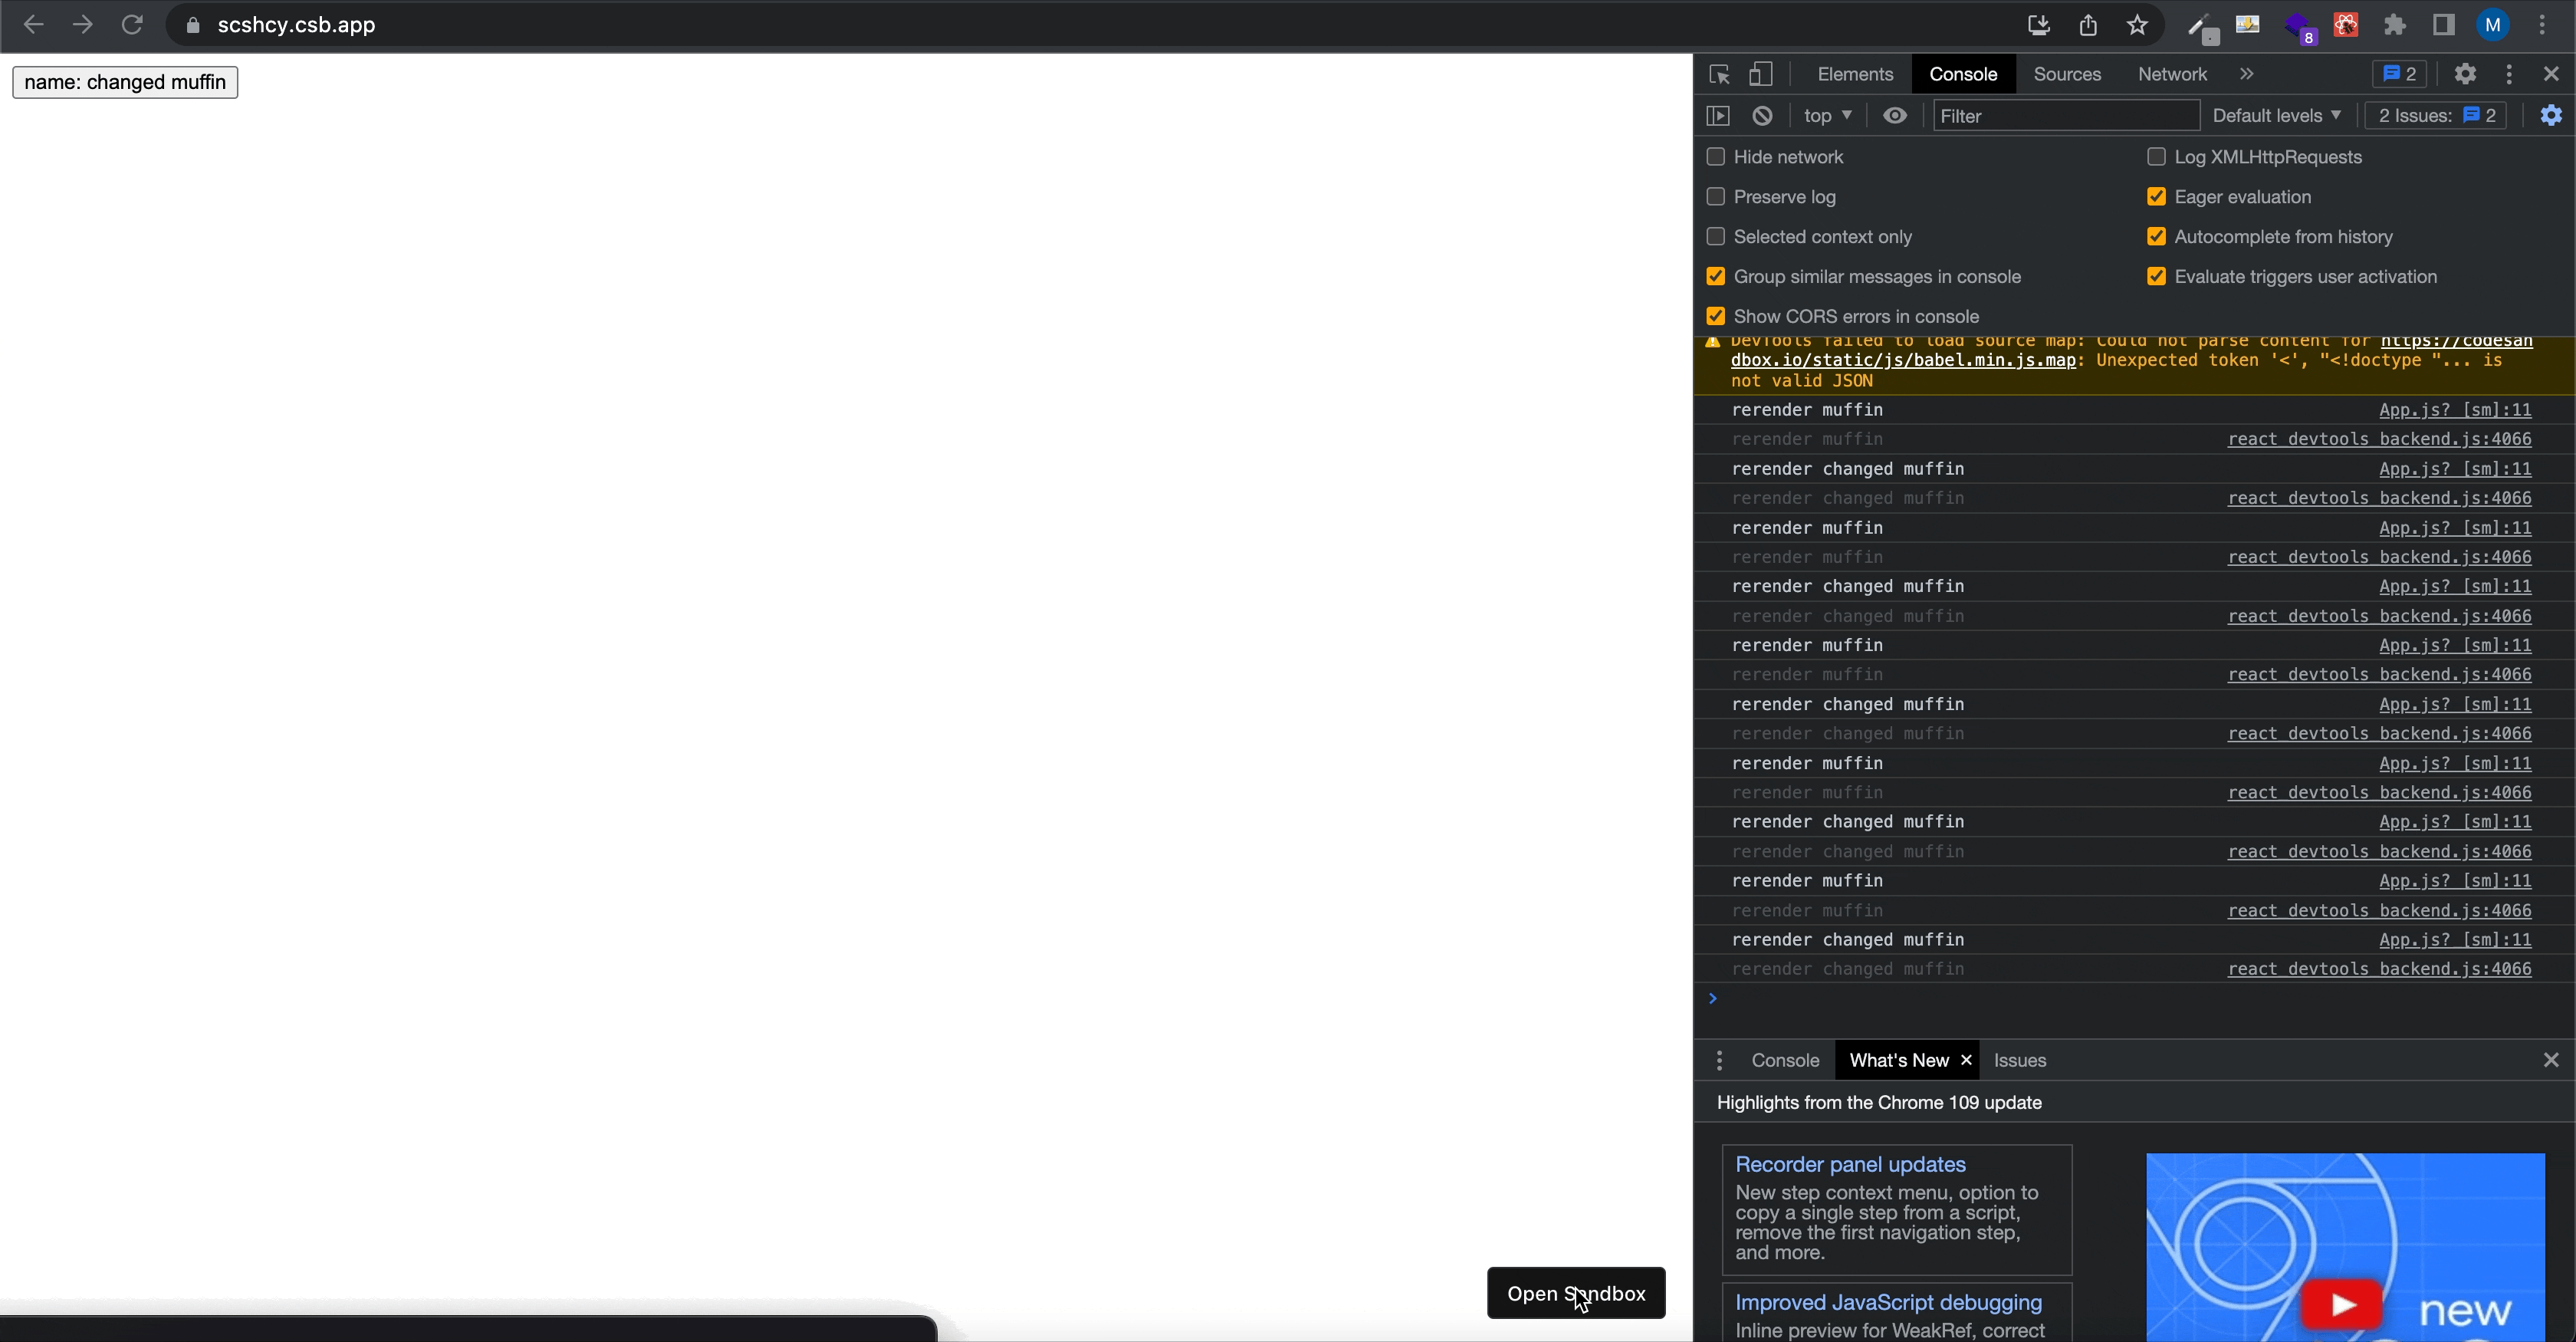 scshcy.csb.app
8
M
name: changed muffin
Elements Console Sources Network 2
top Filter Default levels 2 Issues: 2
Hide network Log XMLHttpRequests
Preserve log Eager evaluation
Selected context only Autocomplete from history
Group similar messages in console Evaluate triggers user activation
Show CORS errors in console
DevTools failed to load source map: Could not parse content for https://codesan
dbox.io/static/js/babel.min.js.map: Unexpected token '<', "<!doctype "... is
not valid JSON
rerender muffin App.js? [sm]:11
rerender muffin react_devtools_backend.js:4066
rerender changed muffin App.js? [sm]:11
rerender changed muffin react_devtools_backend.js:4066
rerender muffin App.js? [sm]:11
rerender muffin react_devtools_backend.js:4066
rerender changed muffin App.js? [sm]:11
rerender changed muffin react_devtools_backend.js:4066
rerender muffin App.js? [sm]:11
rerender muffin react_devtools_backend.js:4066
rerender changed muffin App.js? [sm]:11
rerender changed muffin react_devtools_backend.js:4066
rerender muffin App.js? [sm]:11
rerender muffin react_devtools_backend.js:4066
rerender changed muffin App.js? [sm]:11
rerender changed muffin react_devtools_backend.js:4066
rerender muffin App.js? [sm]:11
rerender muffin react_devtools_backend.js:4066
rerender changed muffin App.js? [sm]:11
rerender changed muffin react_devtools_backend.js:4066
Console What's New Issues
Highlights from the Chrome 109 update
Recorder panel updates
New step context menu, option to
copy a single step from a script,
remove the first navigation step,
and more.
Improved JavaScript debugging
Inline preview for WeakRef, correct
new
Open Sandbox